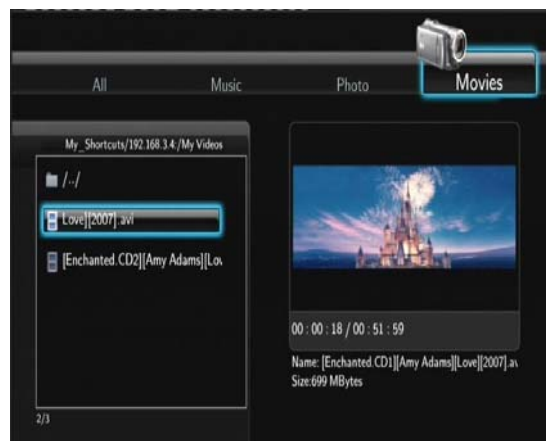 All
Music
Photo
Movies
My_Shortcuts/192.168.3.4:/My Videos
/../
Love][2007].avi
[Enchanted.CD2][Amy Adams][Lov
2/3
00 : 00 : 18 / 00 : 51 : 59
Name: [Enchanted.CD1][Amy Adams][Love][2007].av
Size:699 MBytes